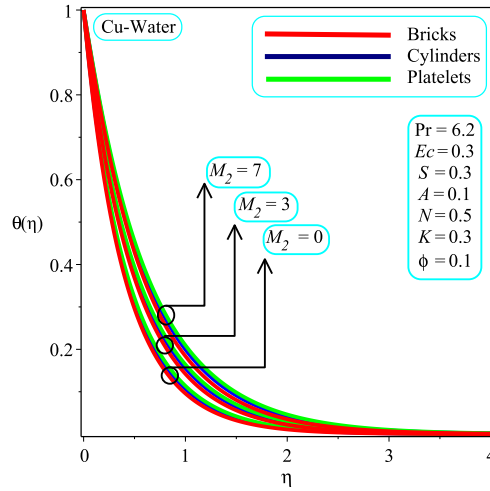 Cu-Water
Bricks
Cylinders
Platelets
Pr = 6.2
Ec = 0.3
S = 0.3
A = 0.1
N = 0.5
K = 0.3
ϕ = 0.1
M₂ = 7
M₂ = 3
M₂ = 0
θ(η)
1
0.8
0.6
0.4
0.2
0
1
2
3
4
η